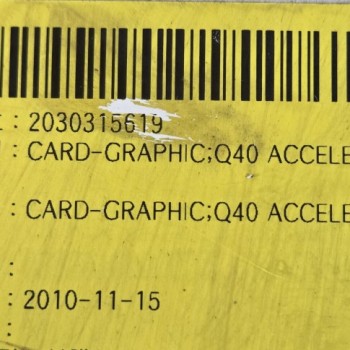 : 2030315619
: CARD-GRAPHIC;Q40 ACCELE
: CARD-GRAPHIC;Q40 ACCELE
:
: 2010-11-15
: